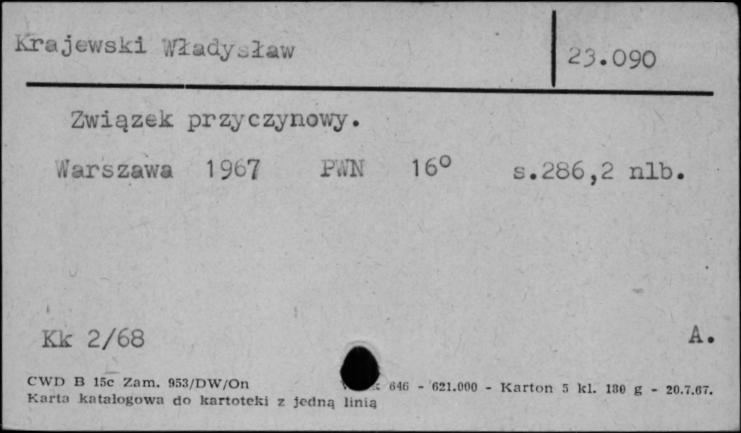 Krajewski Władysław 23.090
Związek przyczynowy.
Warszawa 1967 PWN 16° s.286,2 nlb.
Kk 2/68 A.
CWD B 15c Zam. 953/DW/On 646 - 621.000 - Karton 5 kl. 180 g - 20.7.67.
Karta katalogowa do kartoteki z jedną linią